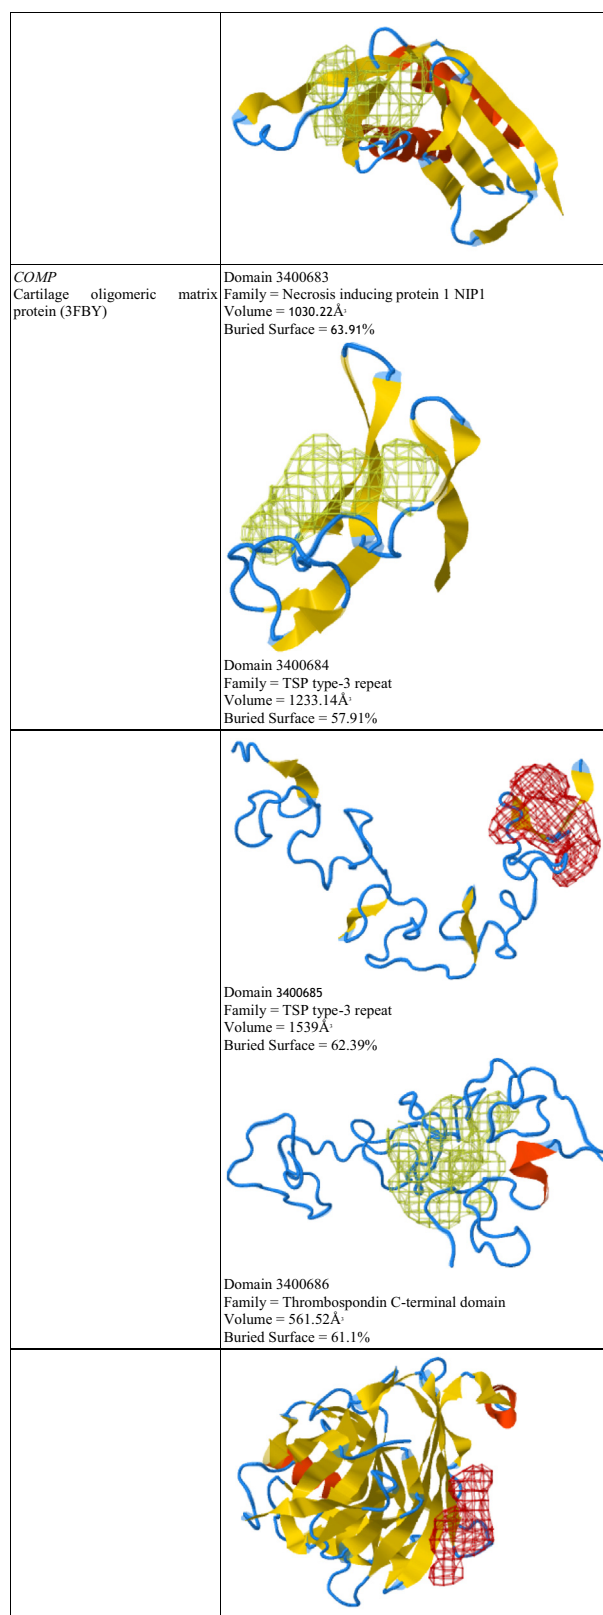 COMP
Cartilage oligomeric matrix
protein (3FBY)
Domain 3400683
Family = Necrosis inducing protein 1 NIP1
Volume = 1030.22Å³
Buried Surface = 63.91%
Domain 3400684
Family = TSP type-3 repeat
Volume = 1233.14Å³
Buried Surface = 57.91%
Domain 3400685
Family = TSP type-3 repeat
Volume = 1539Å³
Buried Surface = 62.39%
Domain 3400686
Family = Thrombospondin C-terminal domain
Volume = 561.52Å³
Buried Surface = 61.1%